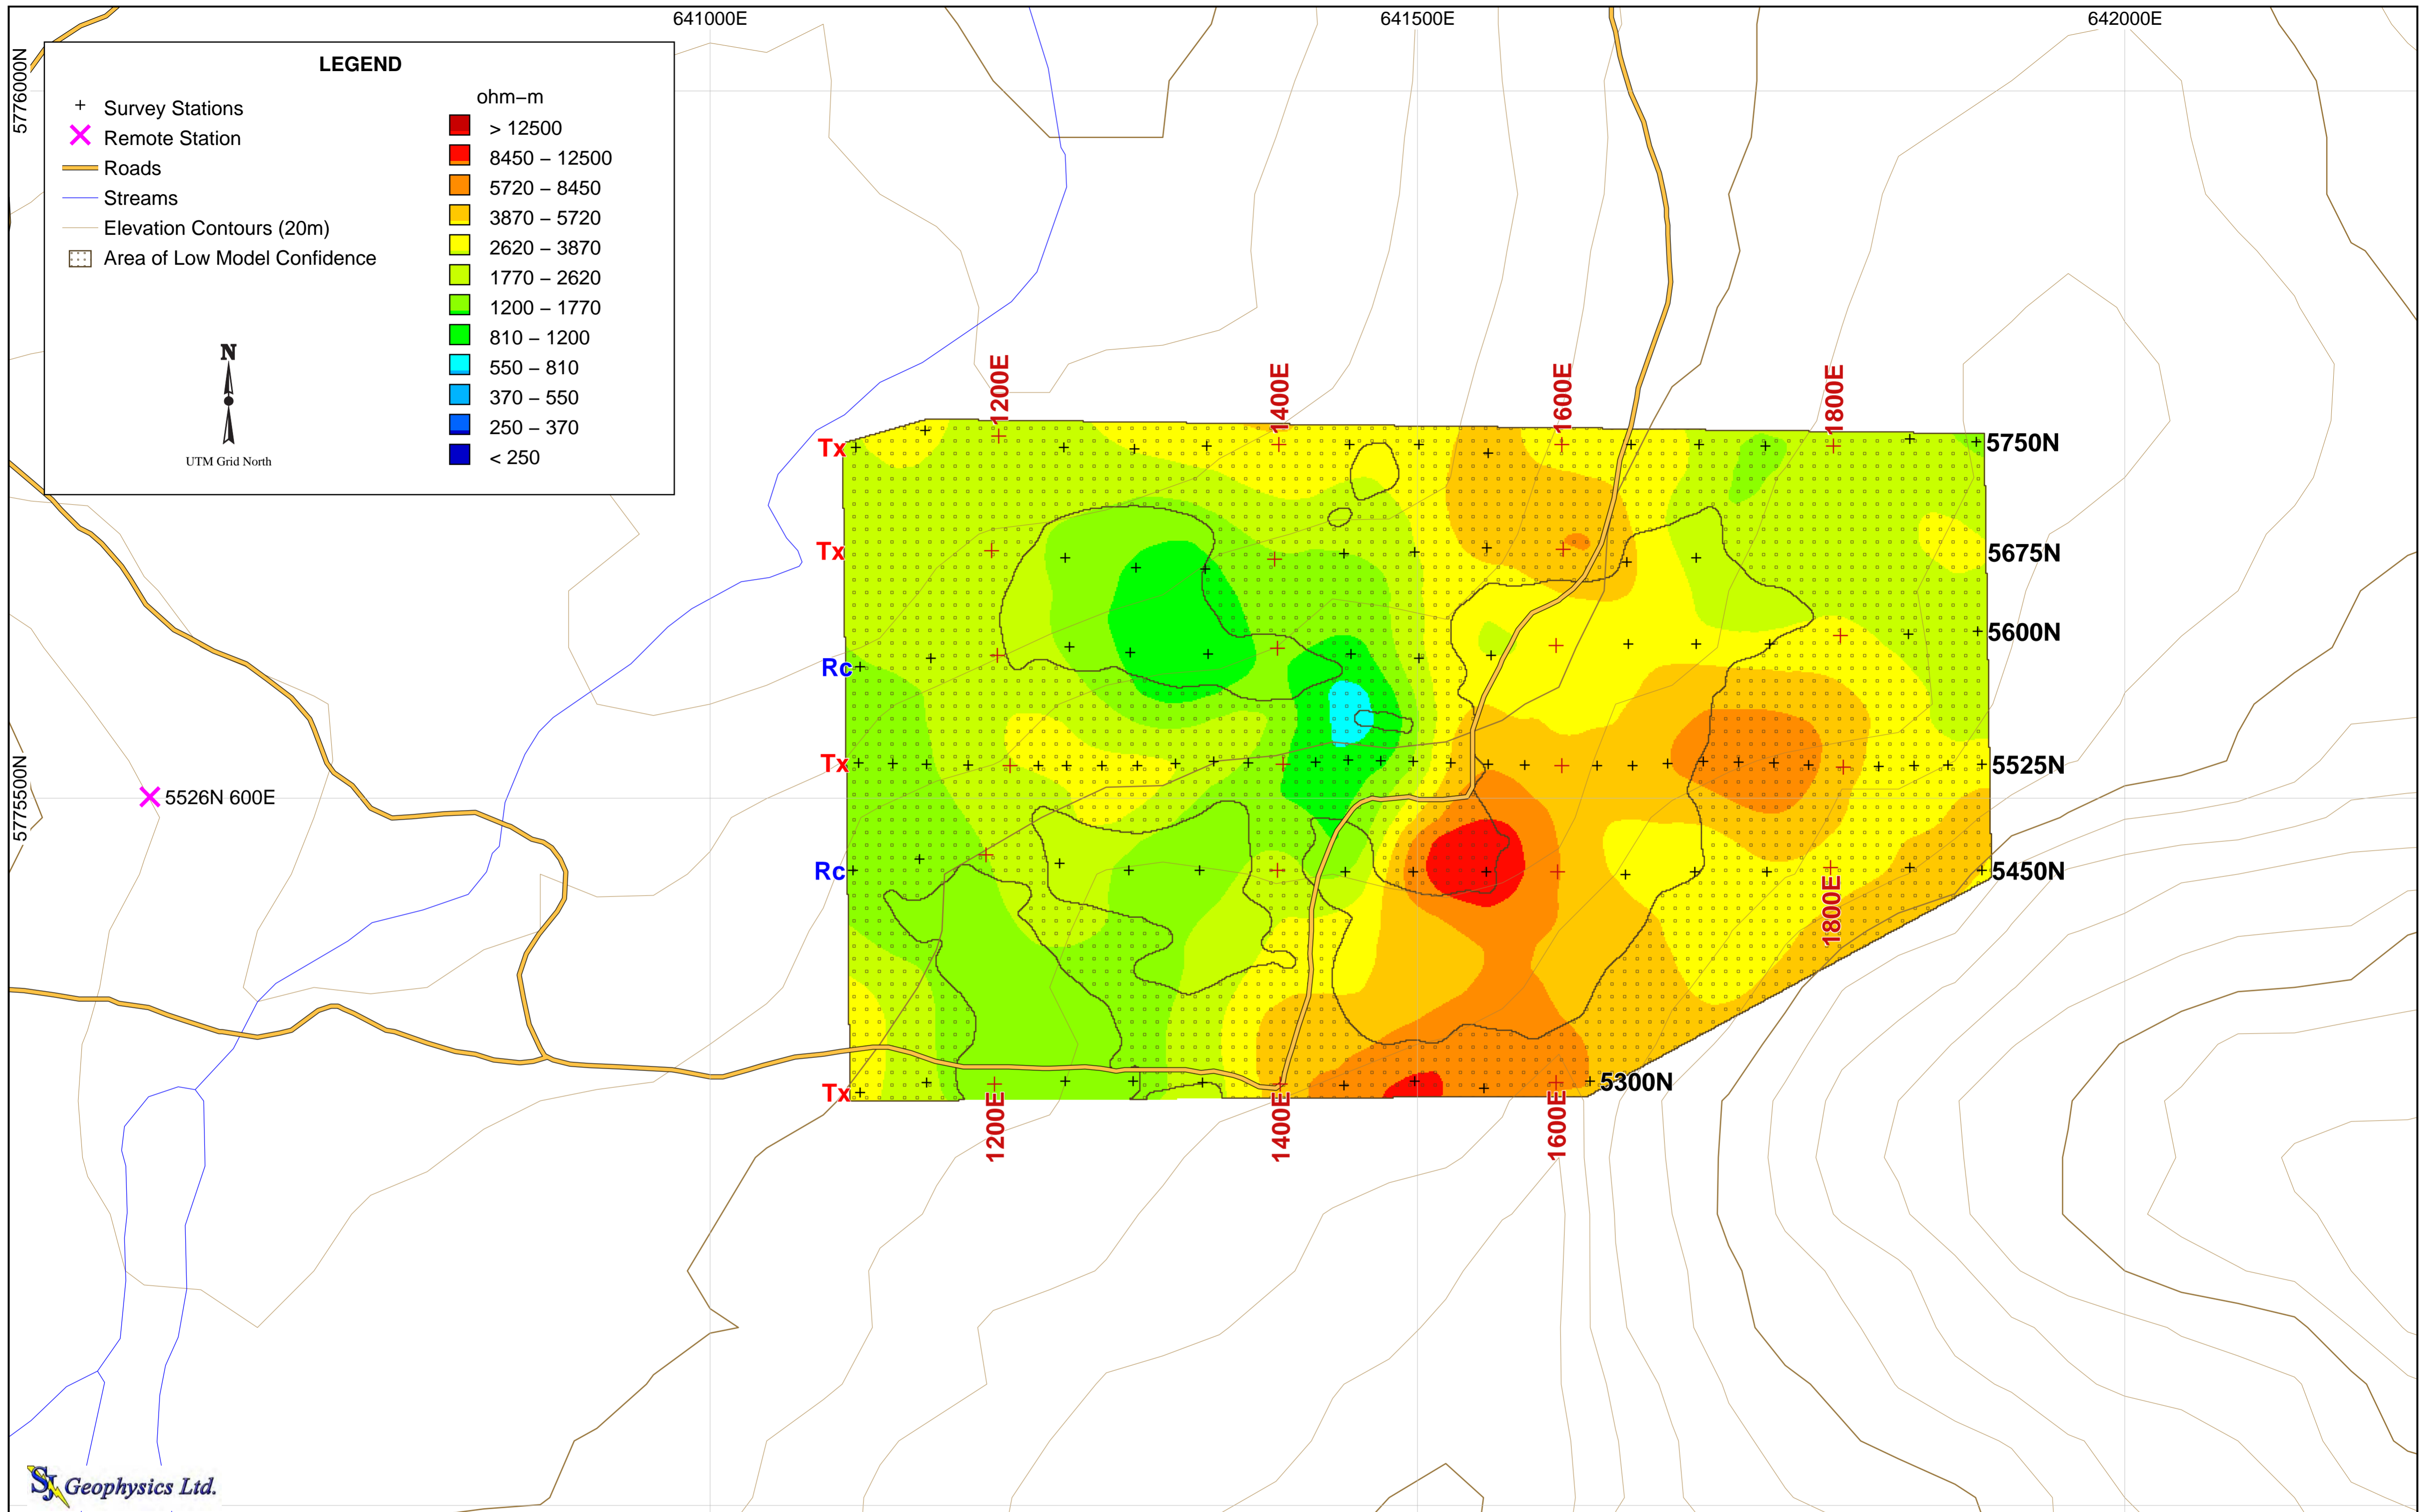 641000E
641500E
642000E
5776000N
LEGEND
ohm–m
Survey Stations
Remote Station
Roads
Streams
Elevation Contours (20m)
Area of Low Model Confidence
> 12500
8450 – 12500
5720 – 8450
3870 – 5720
2620 – 3870
1770 – 2620
1200 – 1770
810 – 1200
550 – 810
370 – 550
250 – 370
< 250
N
UTM Grid North
1200E
1400E
1600E
1800E
Tx
5750N
Tx
5675N
Rc
5600N
Tx
5525N
5775500N
5526N 600E
Rc
5450N
1800E
Tx
5300N
1200E
1400E
1600E
SJ Geophysics Ltd.